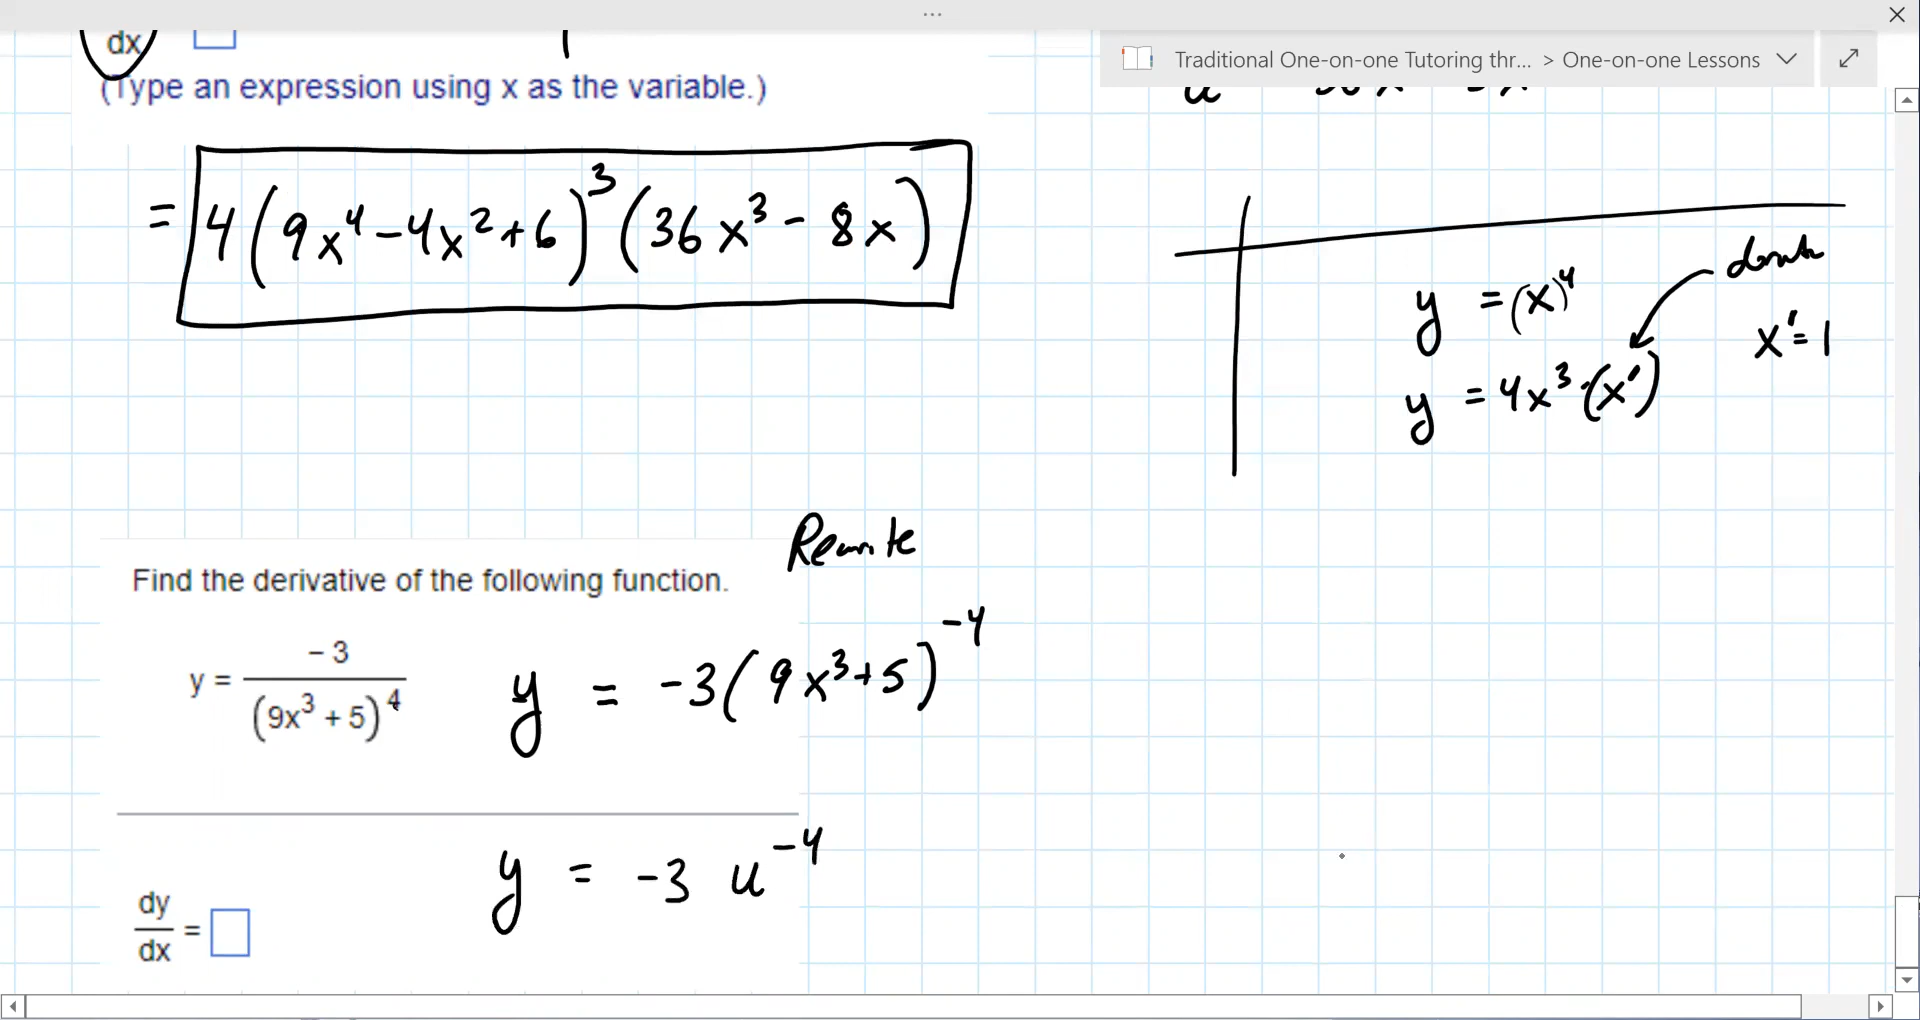 Traditional One-on-one Tutoring thr... > One-on-one Lessons
dx
(Type an expression using x as the variable.)
= 4(9x⁴-4x²+6)³(36x³-8x)
y = (x)⁴
x' = 1
y = 4x³·(x')
Rewrite
Find the derivative of the following function.
y = -3/(9x³+5)⁴
y = -3(9x³+5)⁻⁴
y = -3 u⁻⁴
dy/dx =